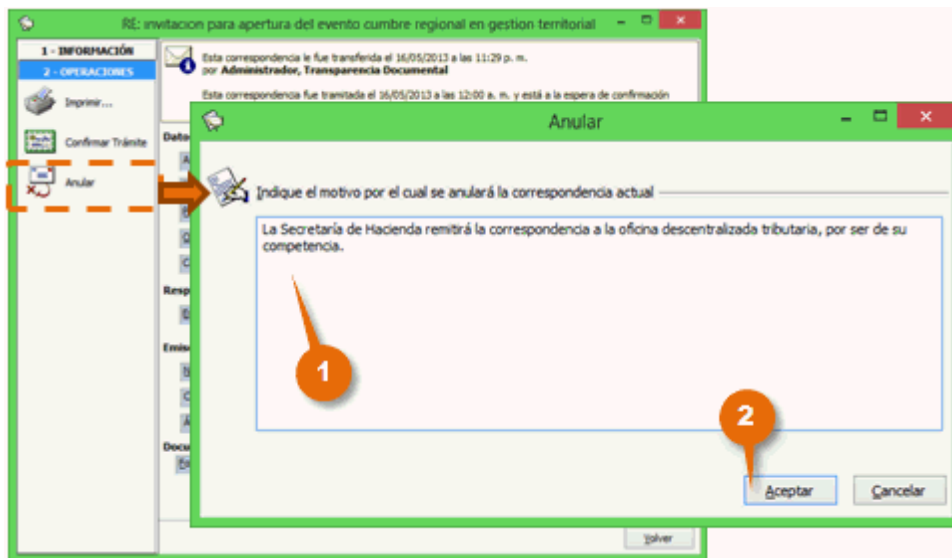 RE: invitacion para apertura del evento cumbre regional en gestion territorial
1 - INFORMACIÓN
2 - OPERACIONES
Imprimir...
Confirmar Trámite
Anular
Esta correspondencia le fue transferida el 16/05/2013 a las 11:29 p. m.
por Administrador, Transparencia Documental
Esta correspondencia fue tramitada el 16/05/2013 a las 12:00 a. m. y está a la espera de confirmación
Anular
Indique el motivo por el cual se anulará la correspondencia actual
La Secretaría de Hacienda remitirá la correspondencia a la oficina descentralizada tributaria, por ser de su
competencia.
1
2
Aceptar
Cancelar
Volver